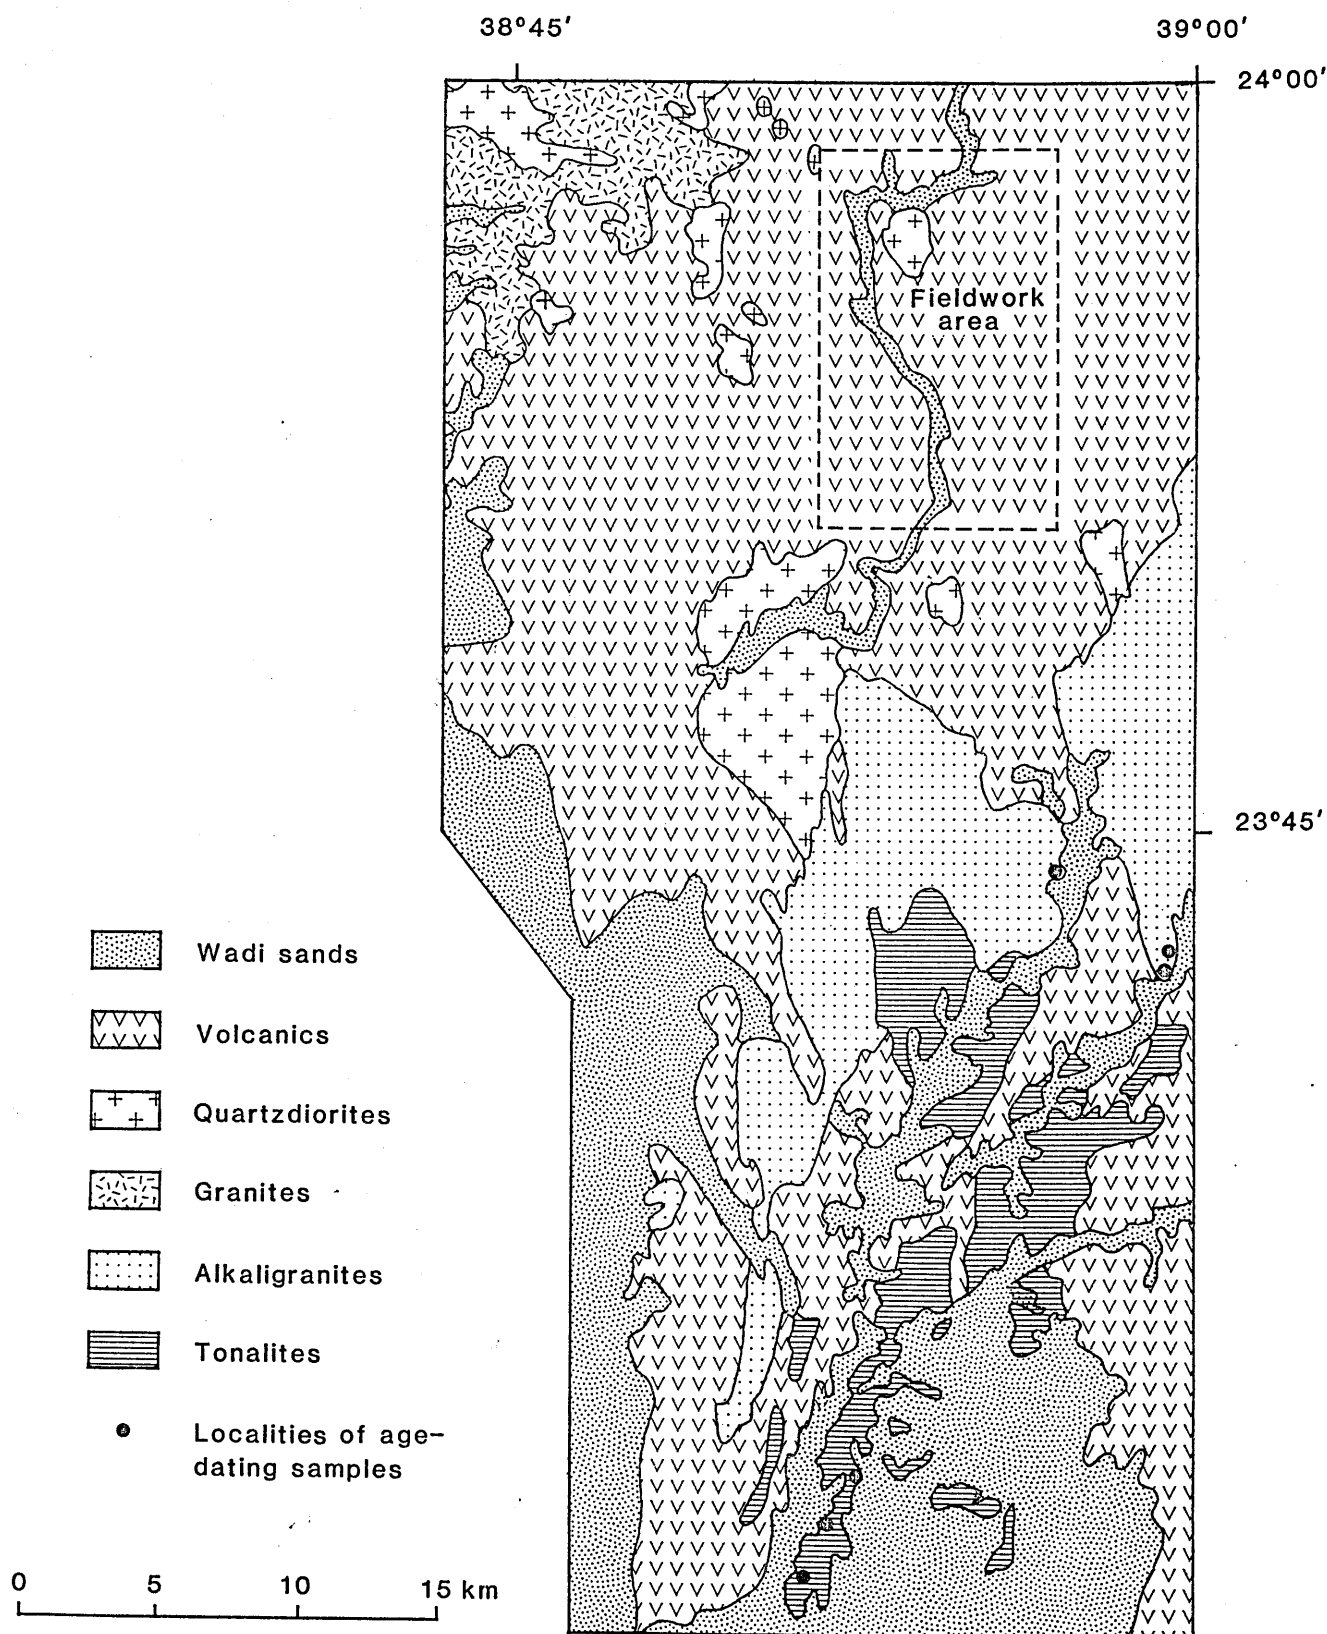 38°45′
39°00′
24°00′
Fieldwork
area
23°45′
Wadi sands
Volcanics
Quartzdiorites
Granites
Alkaligranites
Tonalites
Localities of age-
dating samples
0 5 10 15 km